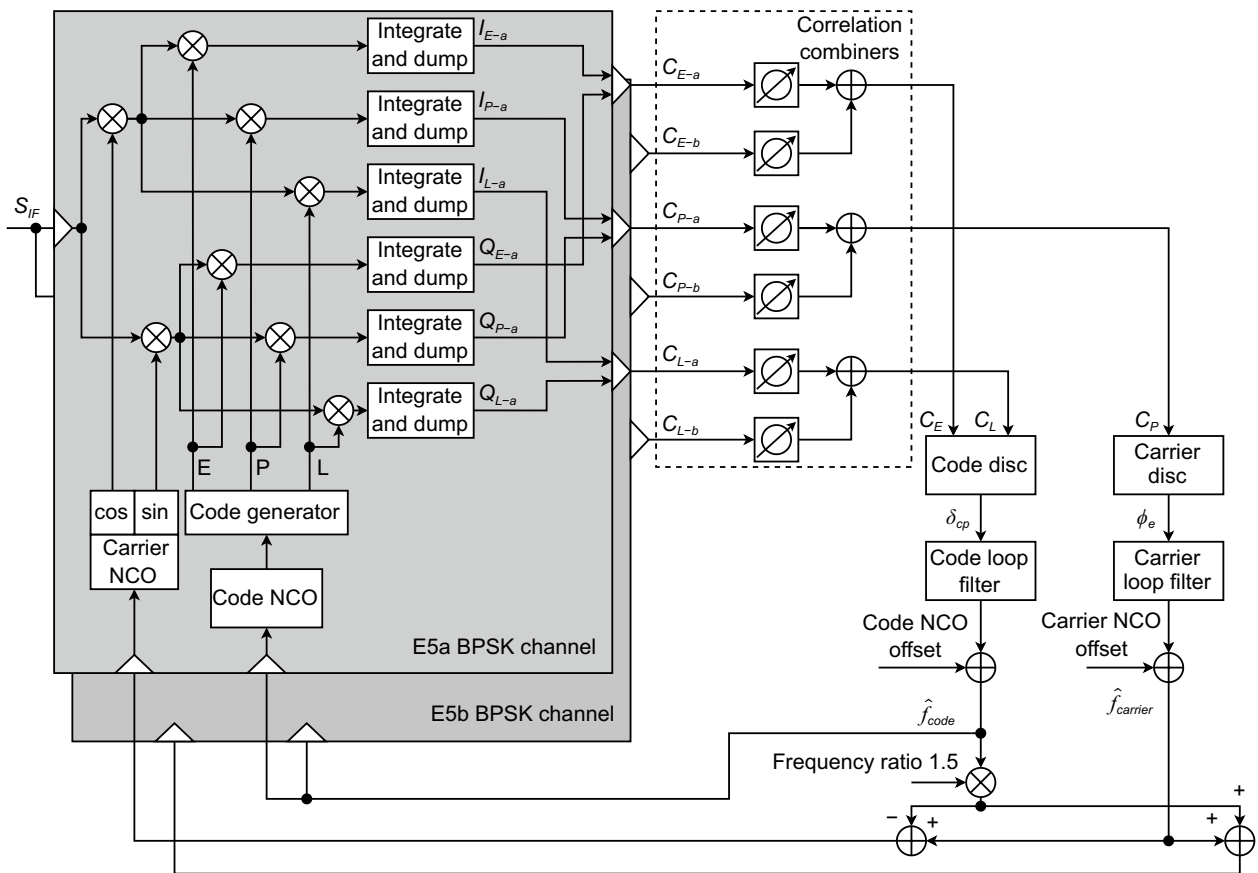 Integrate
and dump
I_{E-a}
Integrate
and dump
I_{P-a}
Integrate
and dump
I_{L-a}
Integrate
and dump
Q_{E-a}
Integrate
and dump
Q_{P-a}
Integrate
and dump
Q_{L-a}
S_{IF}
E
P
L
cos
sin
Carrier
NCO
Code generator
Code NCO
E5a BPSK channel
E5b BPSK channel
Correlation
combiners
C_{E-a}
C_{E-b}
C_{P-a}
C_{P-b}
C_{L-a}
C_{L-b}
C_E
C_L
C_P
Code disc
Carrier
disc
δ_{cp}
ϕ_e
Code loop
filter
Carrier
loop filter
Code NCO
offset
Carrier NCO
offset
f̂_{code}
f̂_{carrier}
Frequency ratio 1.5
−
+
+
+